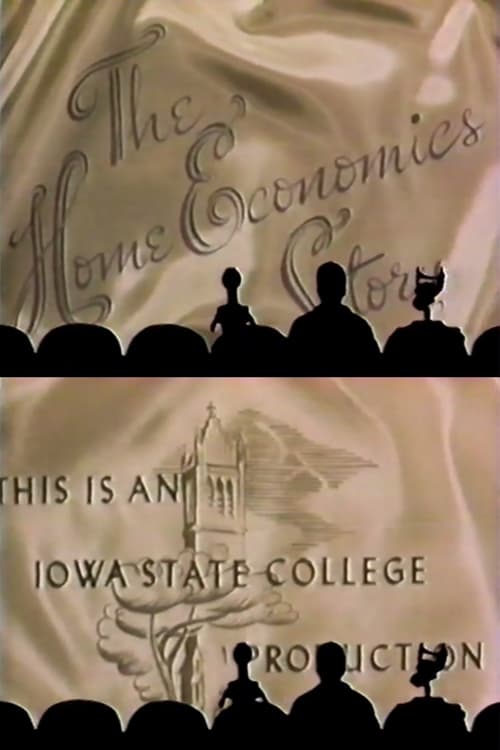 The
Home Economics
Story
THIS IS AN
IOWA STATE COLLEGE
PRODUCTION